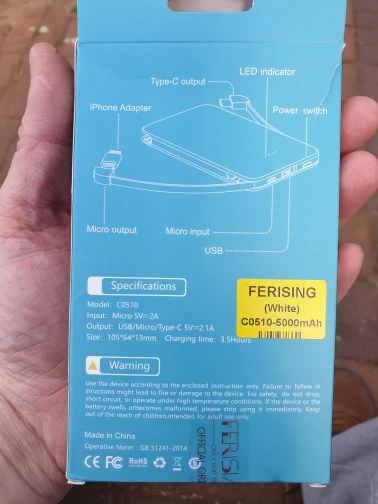 LED indicator
Type-C output
iPhone Adapter
Power switch
Micro output
Micro input
USB
Specifications
Model: C0510
Input: Micro 5V=2A
Output: USB/Micro/Type-C 5V=2.1A
Size: 105*64*13mm Charging time: 3.5Hours
FERISING
(White)
C0510-5000mAh
Warning
Use the device according to the enclosed instruction only. Failure to follow in
structions might lead to fire or damage to the device. For safety, do not drop,
short circuit, or operate under high temperature conditions. If the device or the
battery swells orbecomes malformed, please stop using it immediately. Keep
out of the reach of children,intended for adult use only.
Made in China
Operative Norm : GB 31241-2014
CE FC RoHS
FERISI
OFFICIAL